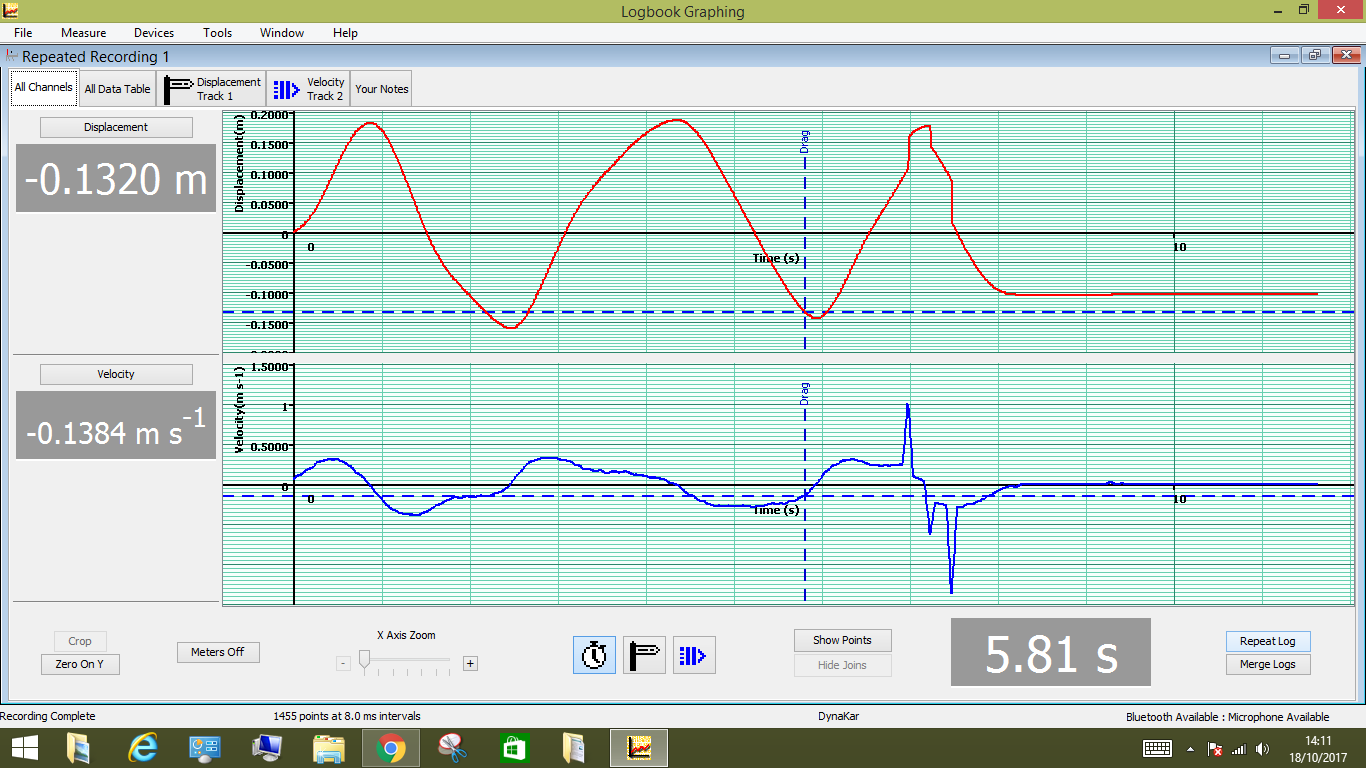 Logbook Graphing
File Measure Devices Tools Window Help
Repeated Recording 1
All Channels
All Data Table
Displacement
Track 1
Velocity
Track 2
Your Notes
Displacement
-0.1320 m
Displacement(m)
0.2000
0.1500
0.1000
0.0500
0
-0.0500
-0.1000
-0.1500
Drag
0
10
Time (s)
Velocity
-0.1384 m s-1
Velocity(m s-1)
1.5000
1
0.5000
0
Drag
0
10
Time (s)
Crop
Zero On Y
Meters Off
X Axis Zoom
- +
Show Points
Hide Joins
5.81 s
Repeat Log
Merge Logs
Recording Complete
1455 points at 8.0 ms intervals
DynaKar
Bluetooth Available : Microphone Available
14:11
18/10/2017